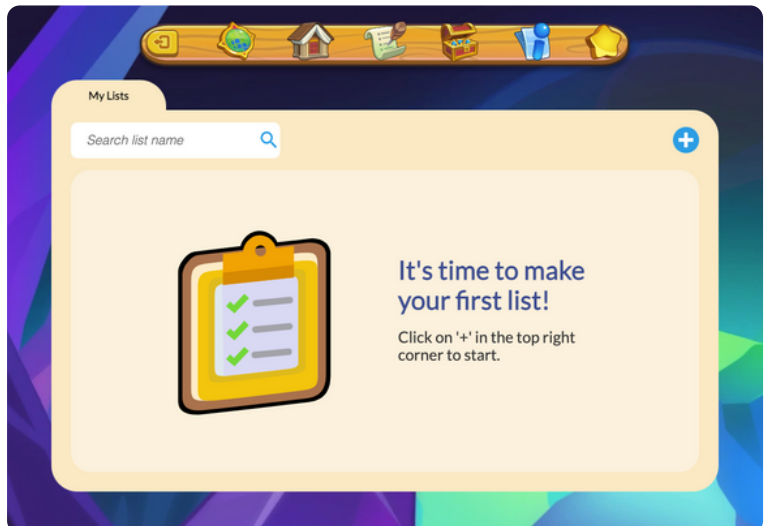 My Lists
Search list name
It's time to make
your first list!
Click on '+' in the top right
corner to start.